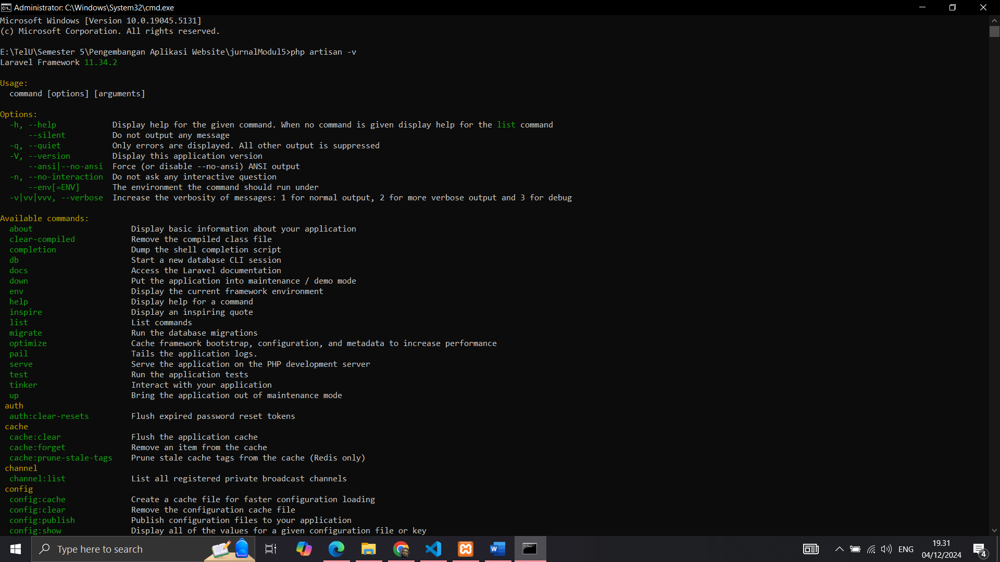 Administrator: C:\Windows\System32\cmd.exe
Microsoft Windows [Version 10.0.19045.5131]
(c) Microsoft Corporation. All rights reserved.
E:\TelU\Semester 5\Pengembangan Aplikasi Website\jurnalModul5>php artisan -v
Laravel Framework 11.34.2
Usage:
  command [options] [arguments]
Options:
  -h, --help            Display help for the given command. When no command is given display help for the list command
      --silent          Do not output any message
  -q, --quiet           Only errors are displayed. All other output is suppressed
  -V, --version         Display this application version
      --ansi|--no-ansi  Force (or disable --no-ansi) ANSI output
  -n, --no-interaction  Do not ask any interactive question
      --env[=ENV]       The environment the command should run under
  -v|vv|vvv, --verbose  Increase the verbosity of messages: 1 for normal output, 2 for more verbose output and 3 for debug
Available commands:
  about                     Display basic information about your application
  clear-compiled            Remove the compiled class file
  completion                Dump the shell completion script
  db                        Start a new database CLI session
  docs                      Access the Laravel documentation
  down                      Put the application into maintenance / demo mode
  env                       Display the current framework environment
  help                      Display help for a command
  inspire                   Display an inspiring quote
  list                      List commands
  migrate                   Run the database migrations
  optimize                  Cache framework bootstrap, configuration, and metadata to increase performance
  pail                      Tails the application logs.
  serve                     Serve the application on the PHP development server
  test                      Run the application tests
  tinker                    Interact with your application
  up                        Bring the application out of maintenance mode
 auth
  auth:clear-resets         Flush expired password reset tokens
 cache
  cache:clear               Flush the application cache
  cache:forget              Remove an item from the cache
  cache:prune-stale-tags    Prune stale cache tags from the cache (Redis only)
 channel
  channel:list              List all registered private broadcast channels
 config
  config:cache              Create a cache file for faster configuration loading
  config:clear              Remove the configuration cache file
  config:publish            Publish configuration files to your application
  config:show               Display all of the values for a given configuration file or key
Type here to search
ENG
19.31
04/12/2024
4